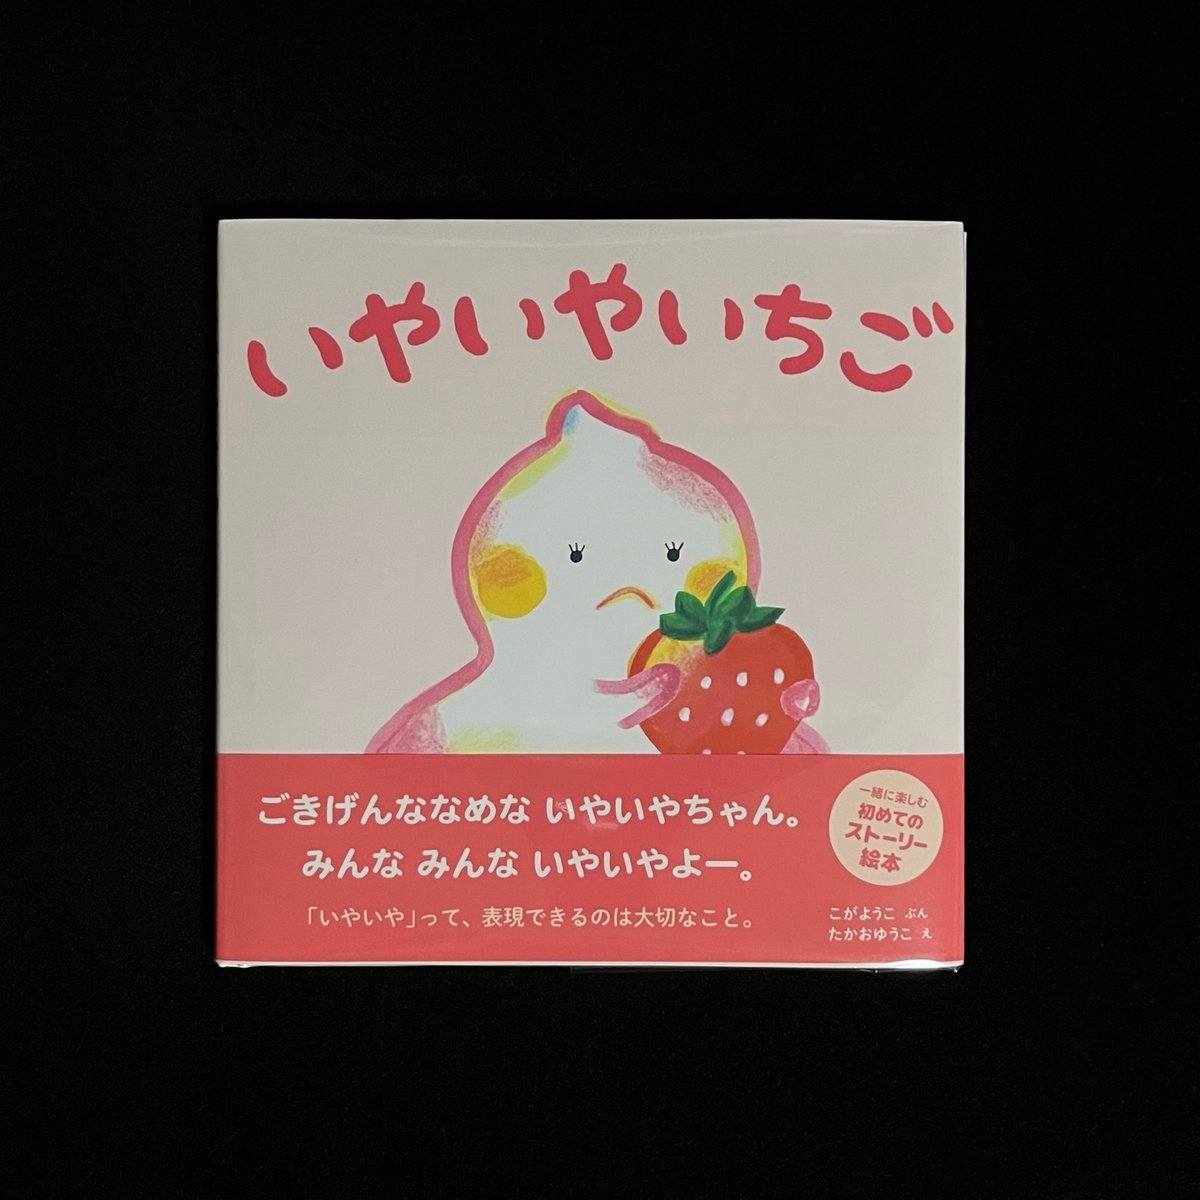 いやいやいちご
ごきげんななめな いやいやちゃん。
みんな みんな いやいやよー。
「いやいや」って、表現できるのは大切なこと。
一緒に楽しむ
初めての
ストーリー
絵本
こがようこ ぶん
たかおゆうこ え